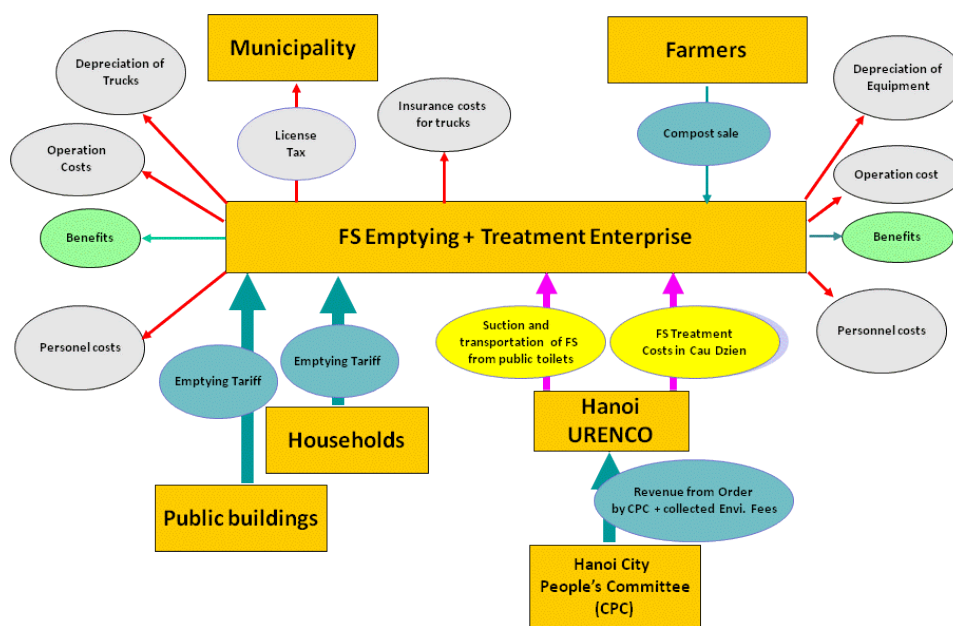 Municipality
Farmers
Depreciation of
Trucks
Insurance costs
for trucks
Depreciation of
Equipment
License
Tax
Compost sale
Operation
Costs
Operation cost
Benefits
FS Emptying + Treatment Enterprise
Benefits
Personel costs
Suction and
transportation of FS
from public toilets
FS Treatment
Costs in Cau Dzien
Personnel costs
Emptying Tariff
Emptying Tariff
Households
Hanoi
URENCO
Public buildings
Revenue from Order
by CPC + collected Envi. Fees
Hanoi City
People’s Committee
(CPC)